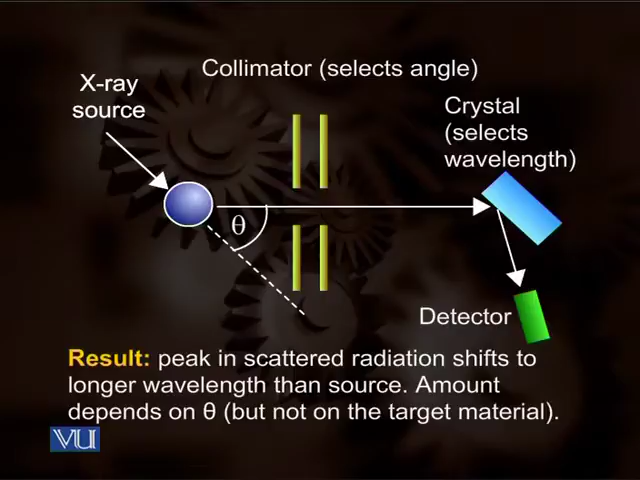 Collimator (selects angle)
X-ray
source
Crystal
(selects
wavelength)
θ
Detector
Result: peak in scattered radiation shifts to
longer wavelength than source. Amount
depends on θ (but not on the target material).
VU